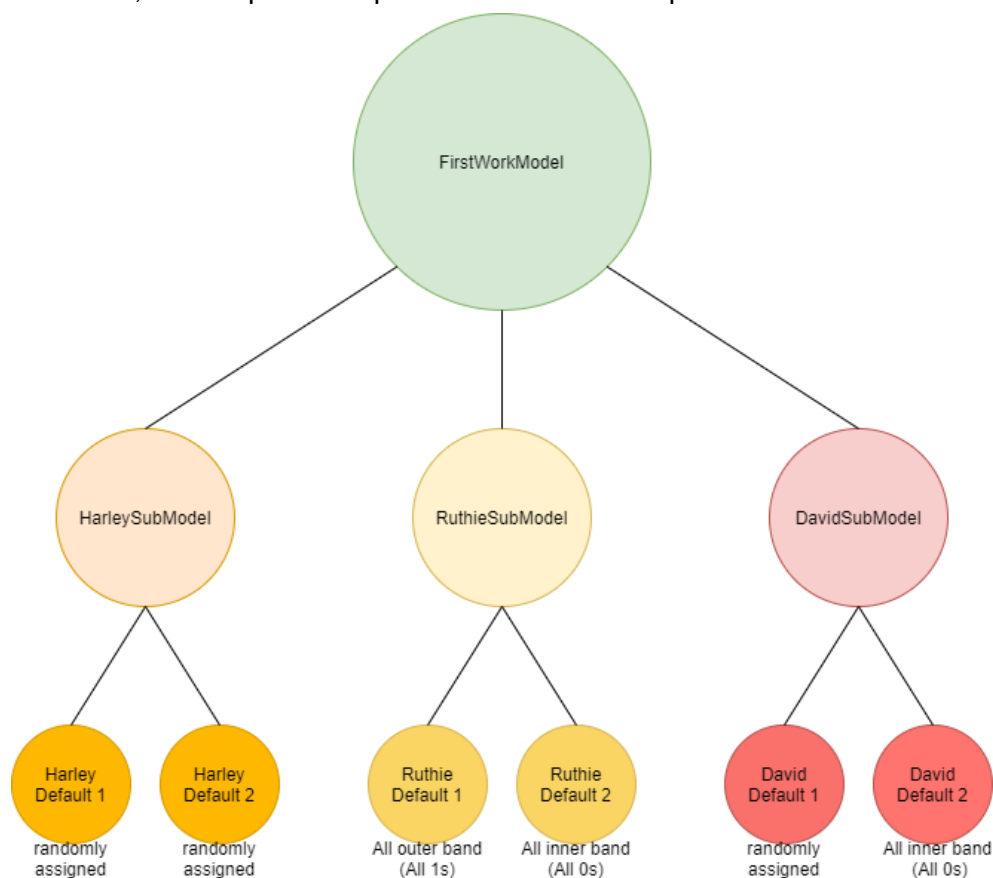 FirstWorkModel
HarleySubModel
RuthieSubModel
DavidSubModel
Harley
Default 1
Harley
Default 2
Ruthie
Default 1
Ruthie
Default 2
David
Default 1
David
Default 2
randomly
assigned
randomly
assigned
All outer band
(All 1s)
All inner band
(All 0s)
randomly
assigned
All inner band
(All 0s)